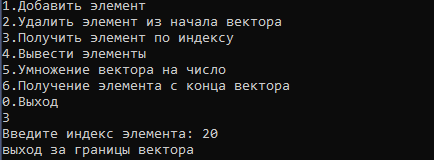 1.Добавить элемент
2.Удалить элемент из начала вектора
3.Получить элемент по индексу
4.Вывести элементы
5.Умножение вектора на число
6.Получение элемента с конца вектора
0.Выход
3
Введите индекс элемента: 20
выход за границы вектора